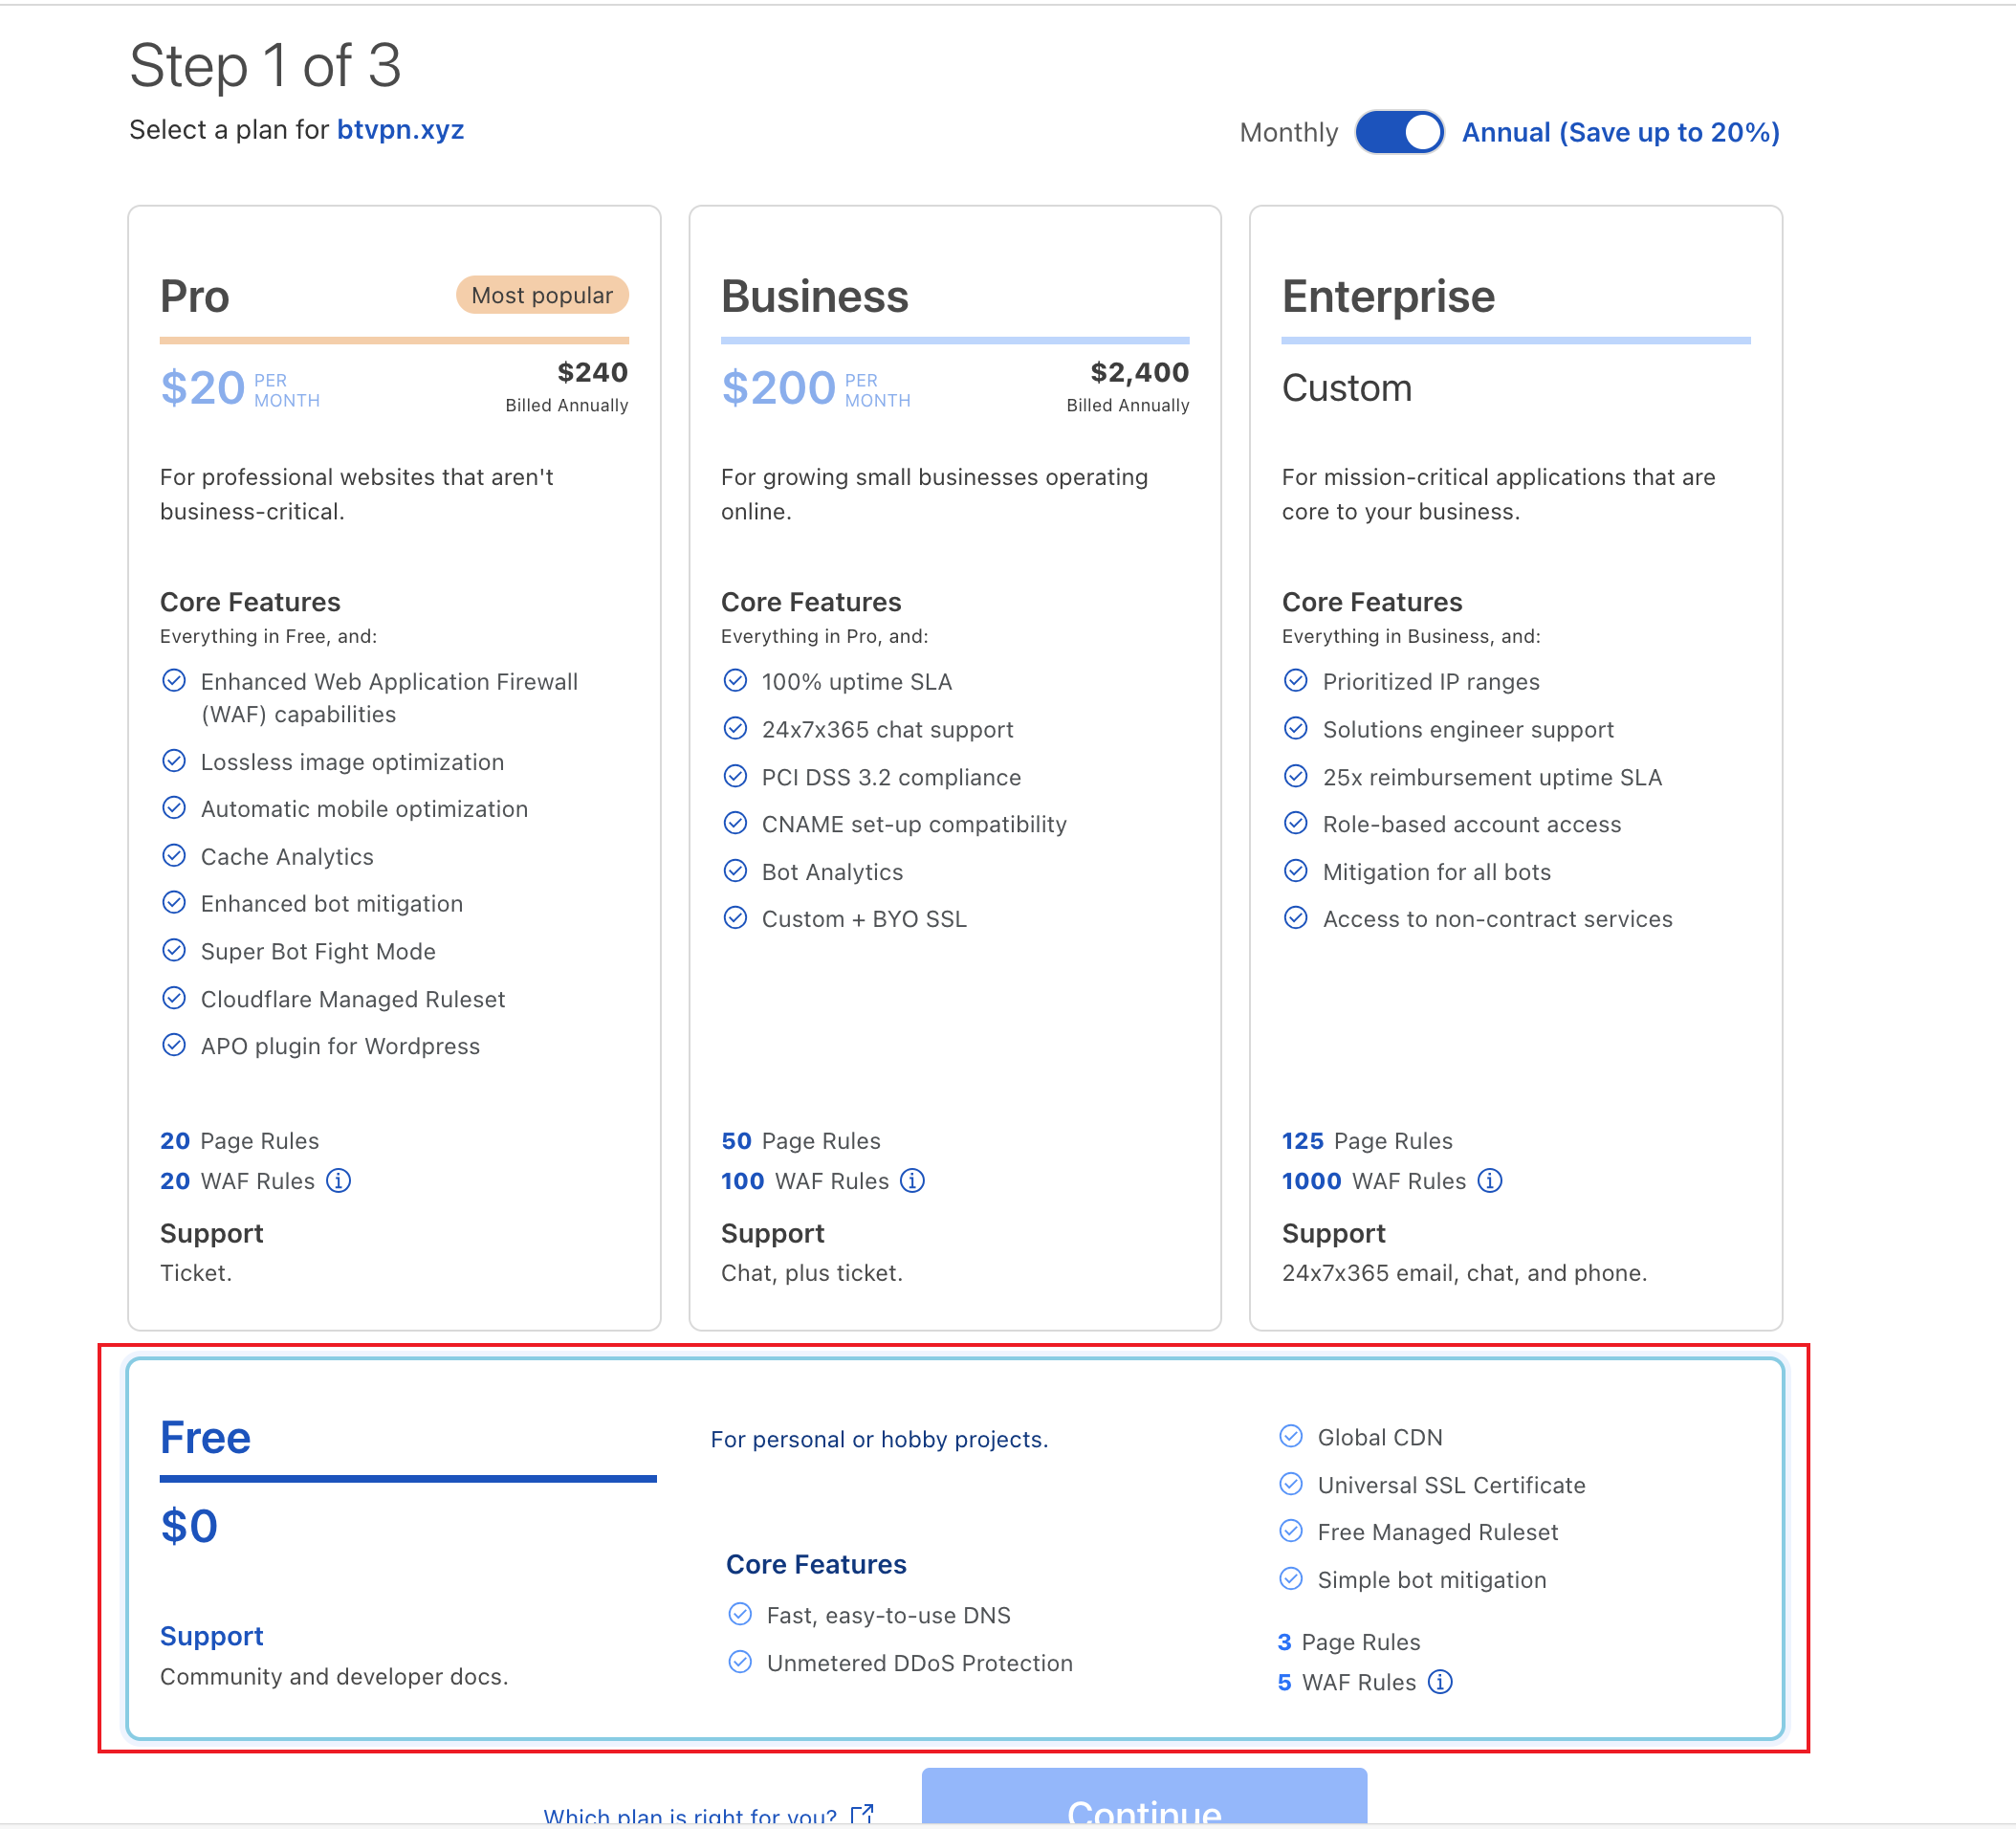 Step 1 of 3
Select a plan for btvpn.xyz
Monthly Annual (Save up to 20%)
Pro
Most popular
$20 PER MONTH
$240
Billed Annually
For professional websites that aren't
business-critical.
Core Features
Everything in Free, and:
Enhanced Web Application Firewall
(WAF) capabilities
Lossless image optimization
Automatic mobile optimization
Cache Analytics
Enhanced bot mitigation
Super Bot Fight Mode
Cloudflare Managed Ruleset
APO plugin for Wordpress
20 Page Rules
20 WAF Rules
Support
Ticket.
Business
$200 PER MONTH
$2,400
Billed Annually
For growing small businesses operating
online.
Core Features
Everything in Pro, and:
100% uptime SLA
24x7x365 chat support
PCI DSS 3.2 compliance
CNAME set-up compatibility
Bot Analytics
Custom + BYO SSL
50 Page Rules
100 WAF Rules
Support
Chat, plus ticket.
Enterprise
Custom
For mission-critical applications that are
core to your business.
Core Features
Everything in Business, and:
Prioritized IP ranges
Solutions engineer support
25x reimbursement uptime SLA
Role-based account access
Mitigation for all bots
Access to non-contract services
125 Page Rules
1000 WAF Rules
Support
24x7x365 email, chat, and phone.
Free
$0
Support
Community and developer docs.
For personal or hobby projects.
Core Features
Fast, easy-to-use DNS
Unmetered DDoS Protection
Global CDN
Universal SSL Certificate
Free Managed Ruleset
Simple bot mitigation
3 Page Rules
5 WAF Rules
Which plan is right for you?
Continue